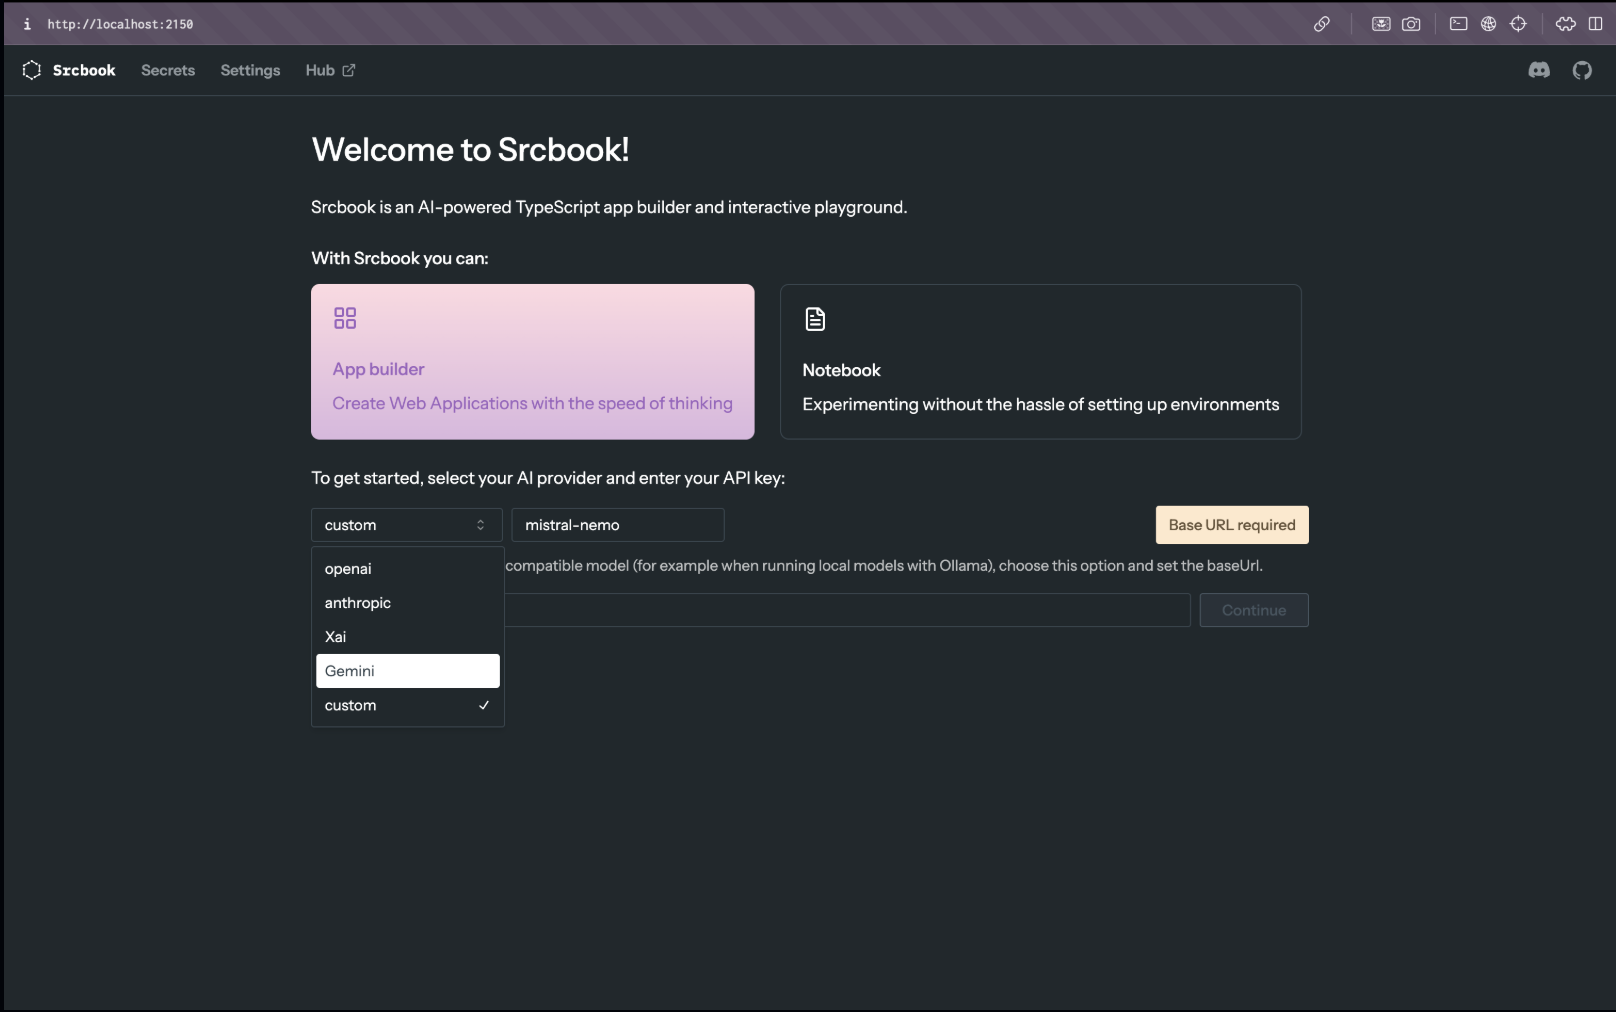 i http://localhost:2150
Srcbook Secrets Settings Hub
Welcome to Srcbook!
Srcbook is an AI-powered TypeScript app builder and interactive playground.
With Srcbook you can:
App builder
Create Web Applications with the speed of thinking
Notebook
Experimenting without the hassle of setting up environments
To get started, select your AI provider and enter your API key:
custom mistral-nemo Base URL required
compatible model (for example when running local models with Ollama), choose this option and set the baseUrl.
Continue
openai
anthropic
Xai
Gemini
custom